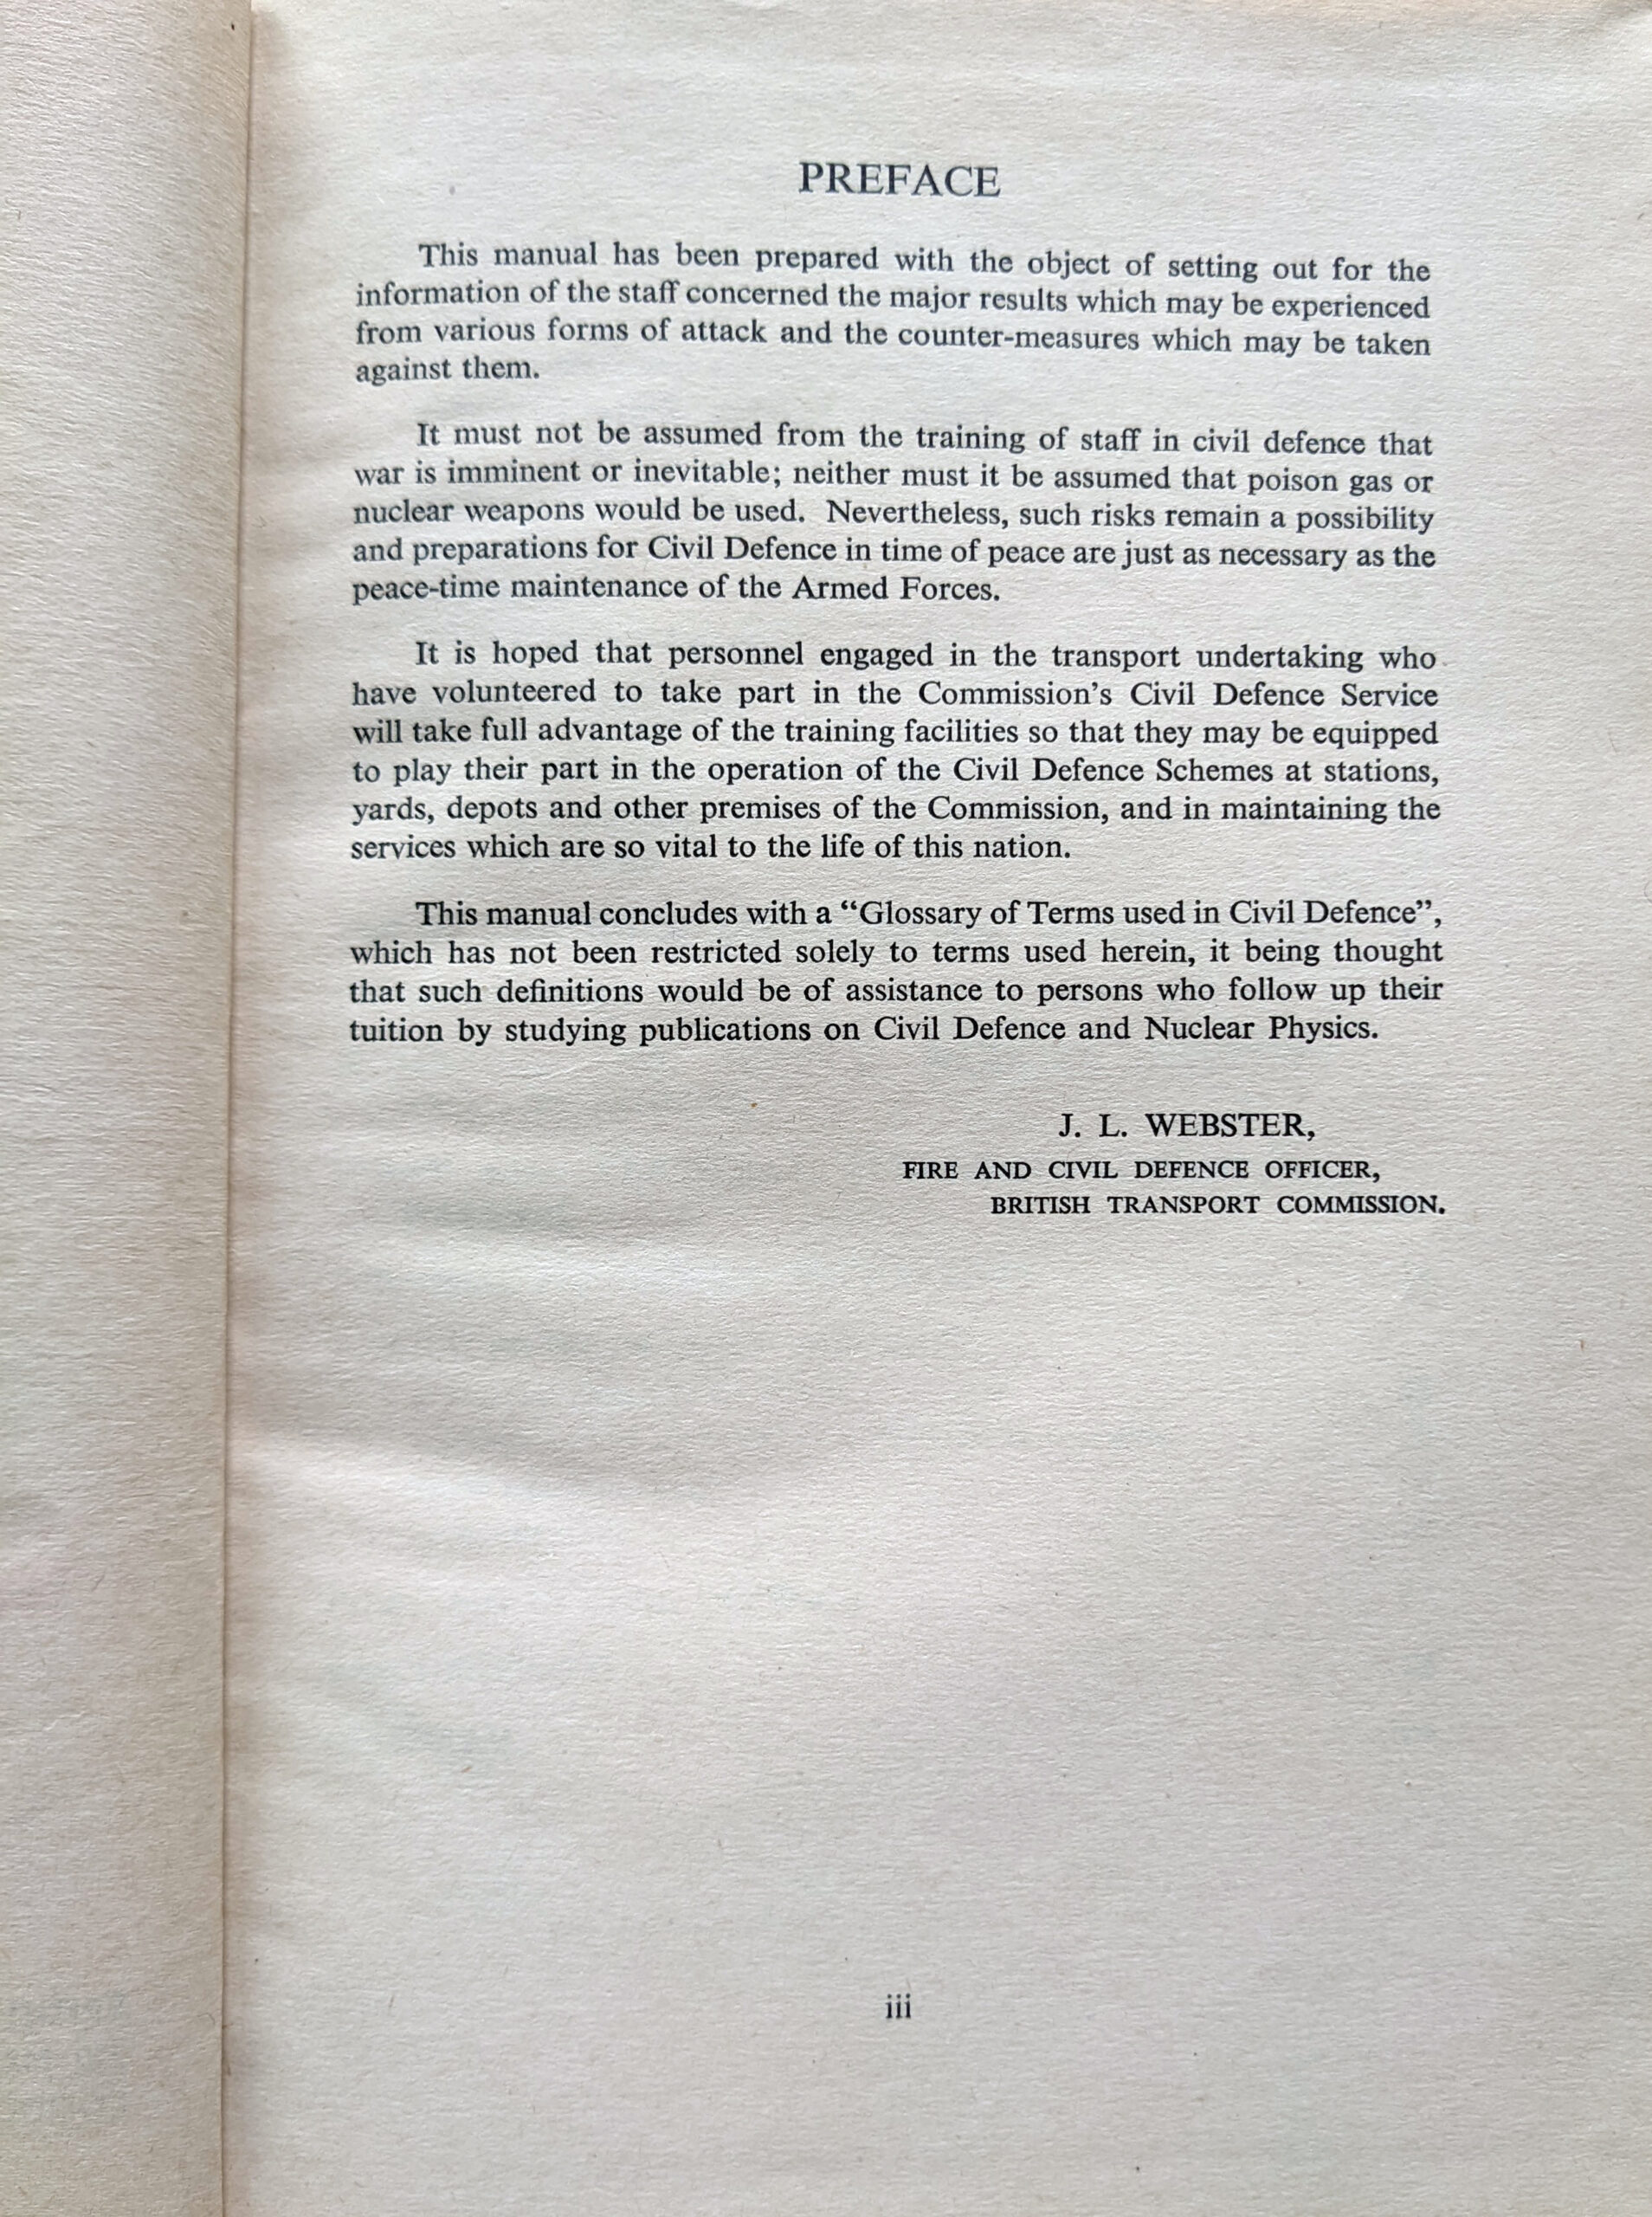 PREFACE
This manual has been prepared with the object of setting out for the
information of the staff concerned the major results which may be experienced
from various forms of attack and the counter-measures which may be taken
against them.
It must not be assumed from the training of staff in civil defence that
war is imminent or inevitable; neither must it be assumed that poison gas or
nuclear weapons would be used. Nevertheless, such risks remain a possibility
and preparations for Civil Defence in time of peace are just as necessary as the
peace-time maintenance of the Armed Forces.
It is hoped that personnel engaged in the transport undertaking who
have volunteered to take part in the Commission's Civil Defence Service
will take full advantage of the training facilities so that they may be equipped
to play their part in the operation of the Civil Defence Schemes at stations,
yards, depots and other premises of the Commission, and in maintaining the
services which are so vital to the life of this nation.
This manual concludes with a “Glossary of Terms used in Civil Defence”,
which has not been restricted solely to terms used herein, it being thought
that such definitions would be of assistance to persons who follow up their
tuition by studying publications on Civil Defence and Nuclear Physics.
J. L. WEBSTER,
FIRE AND CIVIL DEFENCE OFFICER,
BRITISH TRANSPORT COMMISSION.
iii